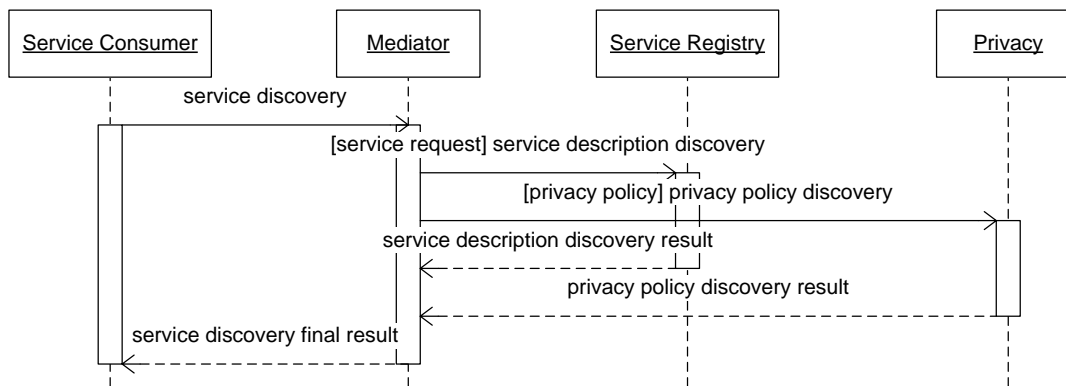 Service Consumer
Mediator
Service Registry
Privacy
service discovery
[service request] service description discovery
[privacy policy] privacy policy discovery
service description discovery result
privacy policy discovery result
service discovery final result